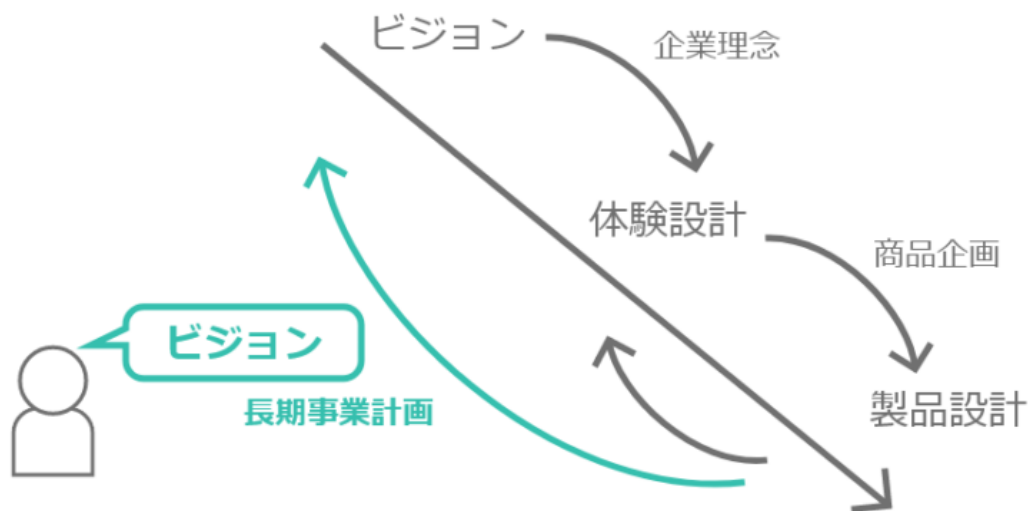 ビジョン
企業理念
体験設計
商品企画
ビジョン
長期事業計画
製品設計